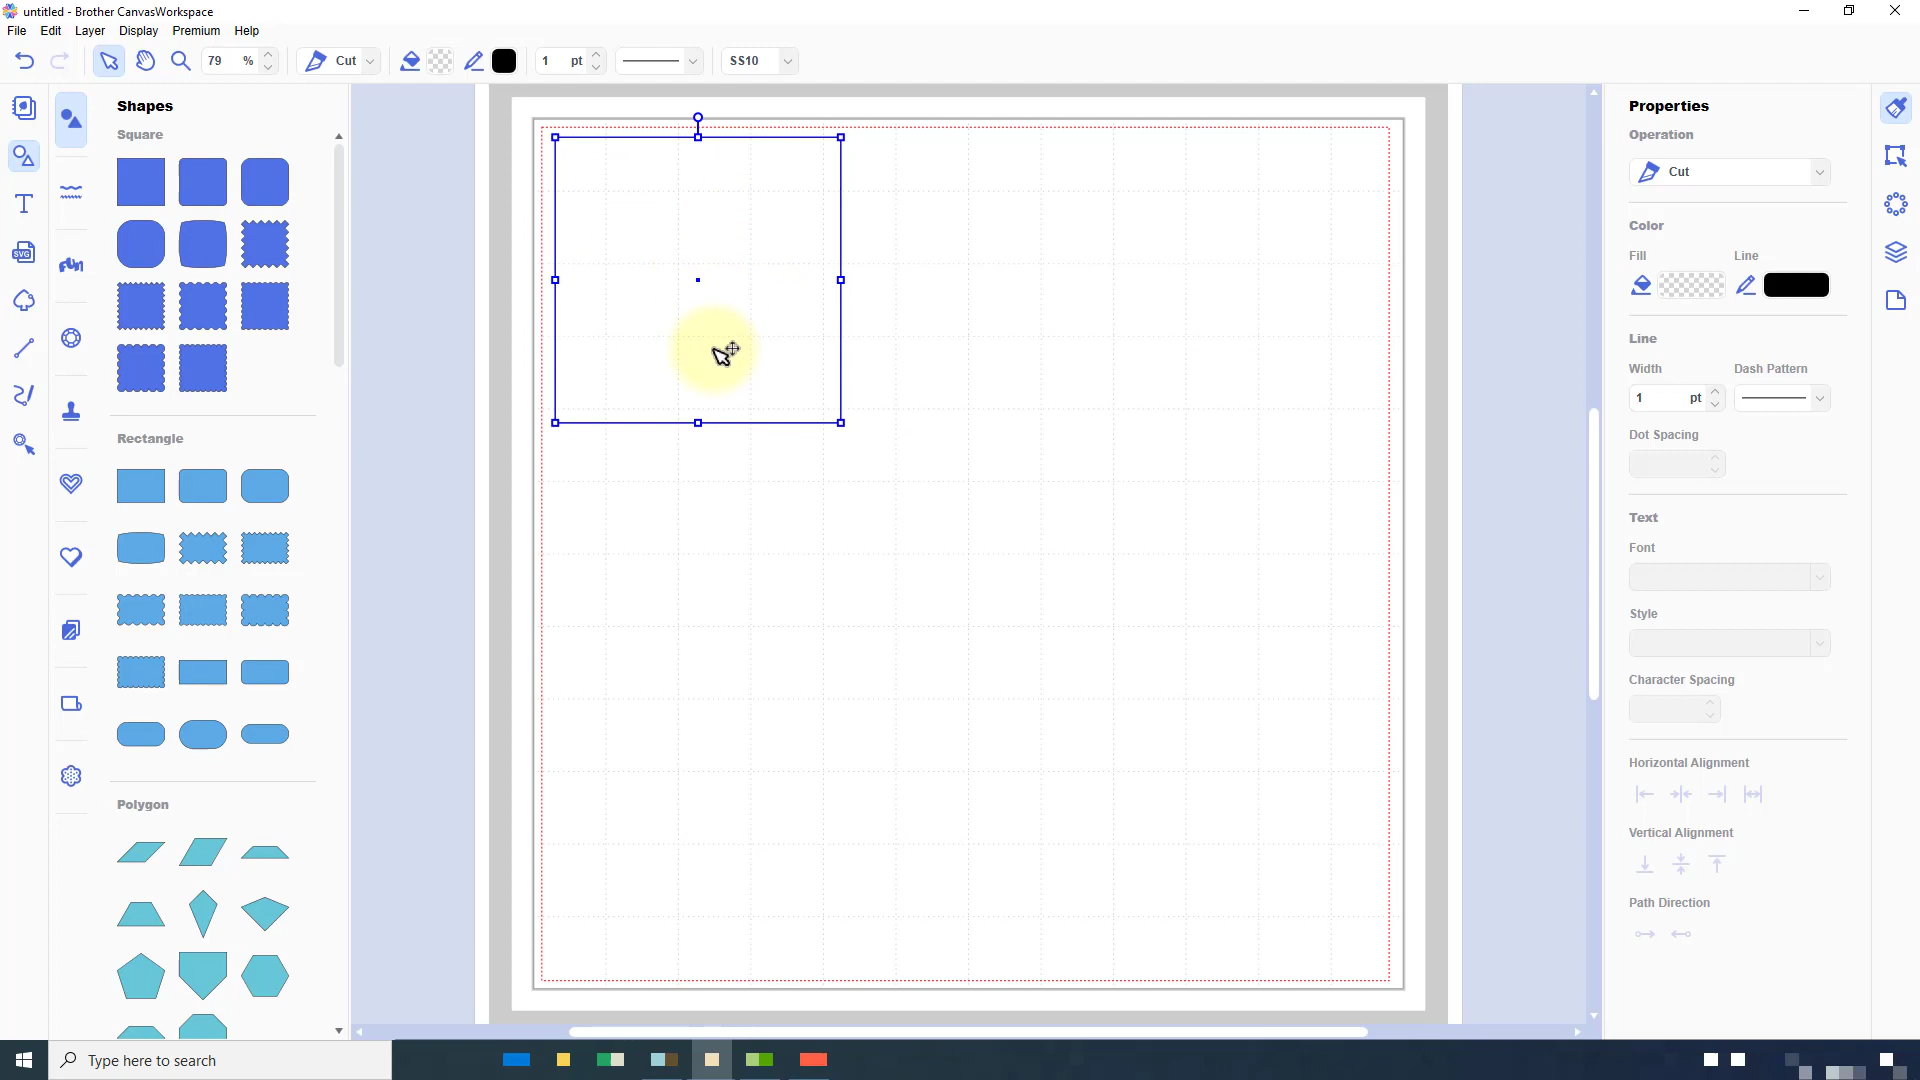 untitled - Brother CanvasWorkspace
File Edit Layer Display Premium Help
79 % Cut 1 pt SS10
Shapes
Square
Rectangle
Polygon
SVG
Fun
Properties
Operation
Cut
Color
Fill Line
Line
Width Dash Pattern
1 pt
Dot Spacing
Text
Font
Style
Character Spacing
Horizontal Alignment
Vertical Alignment
Path Direction
Type here to search